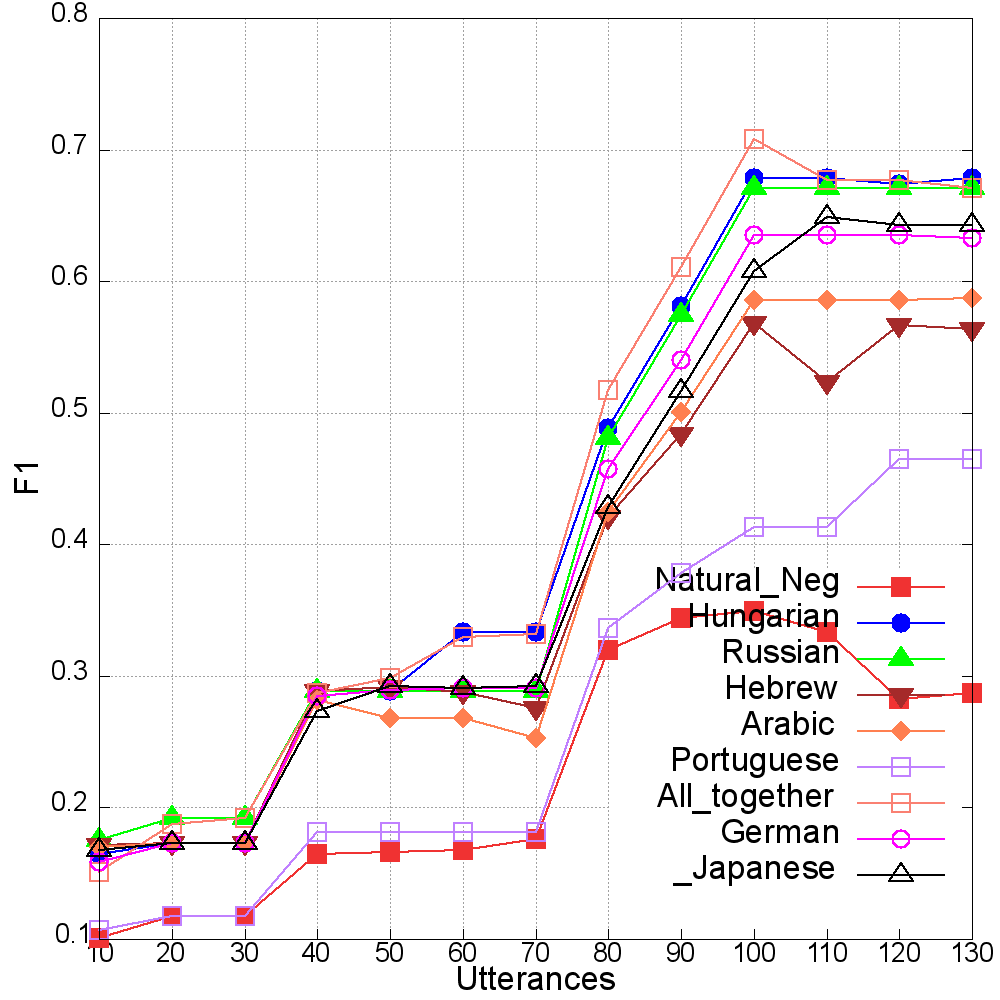 0.8
0.7
0.6
0.5
0.4
0.3
0.2
0.1
F1
Natural_Neg
Hungarian
Russian
Hebrew
Arabic
Portuguese
All_together
German
_Japanese
10 20 30 40 50 60 70 80 90 100 110 120 130
Utterances